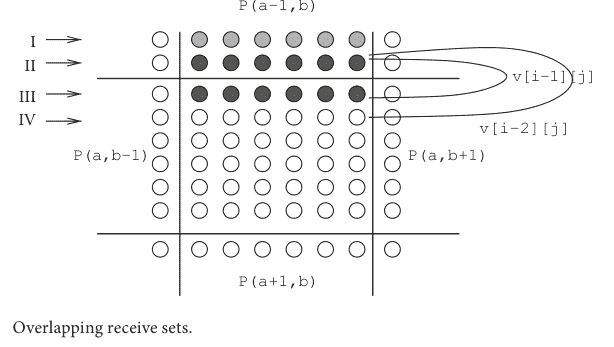 P(a-1,b)
I
II
v[i-1][j]
III
IV
v[i-2][j]
P(a,b-1)
P(a,b+1)
P(a+1,b)
Overlapping receive sets.